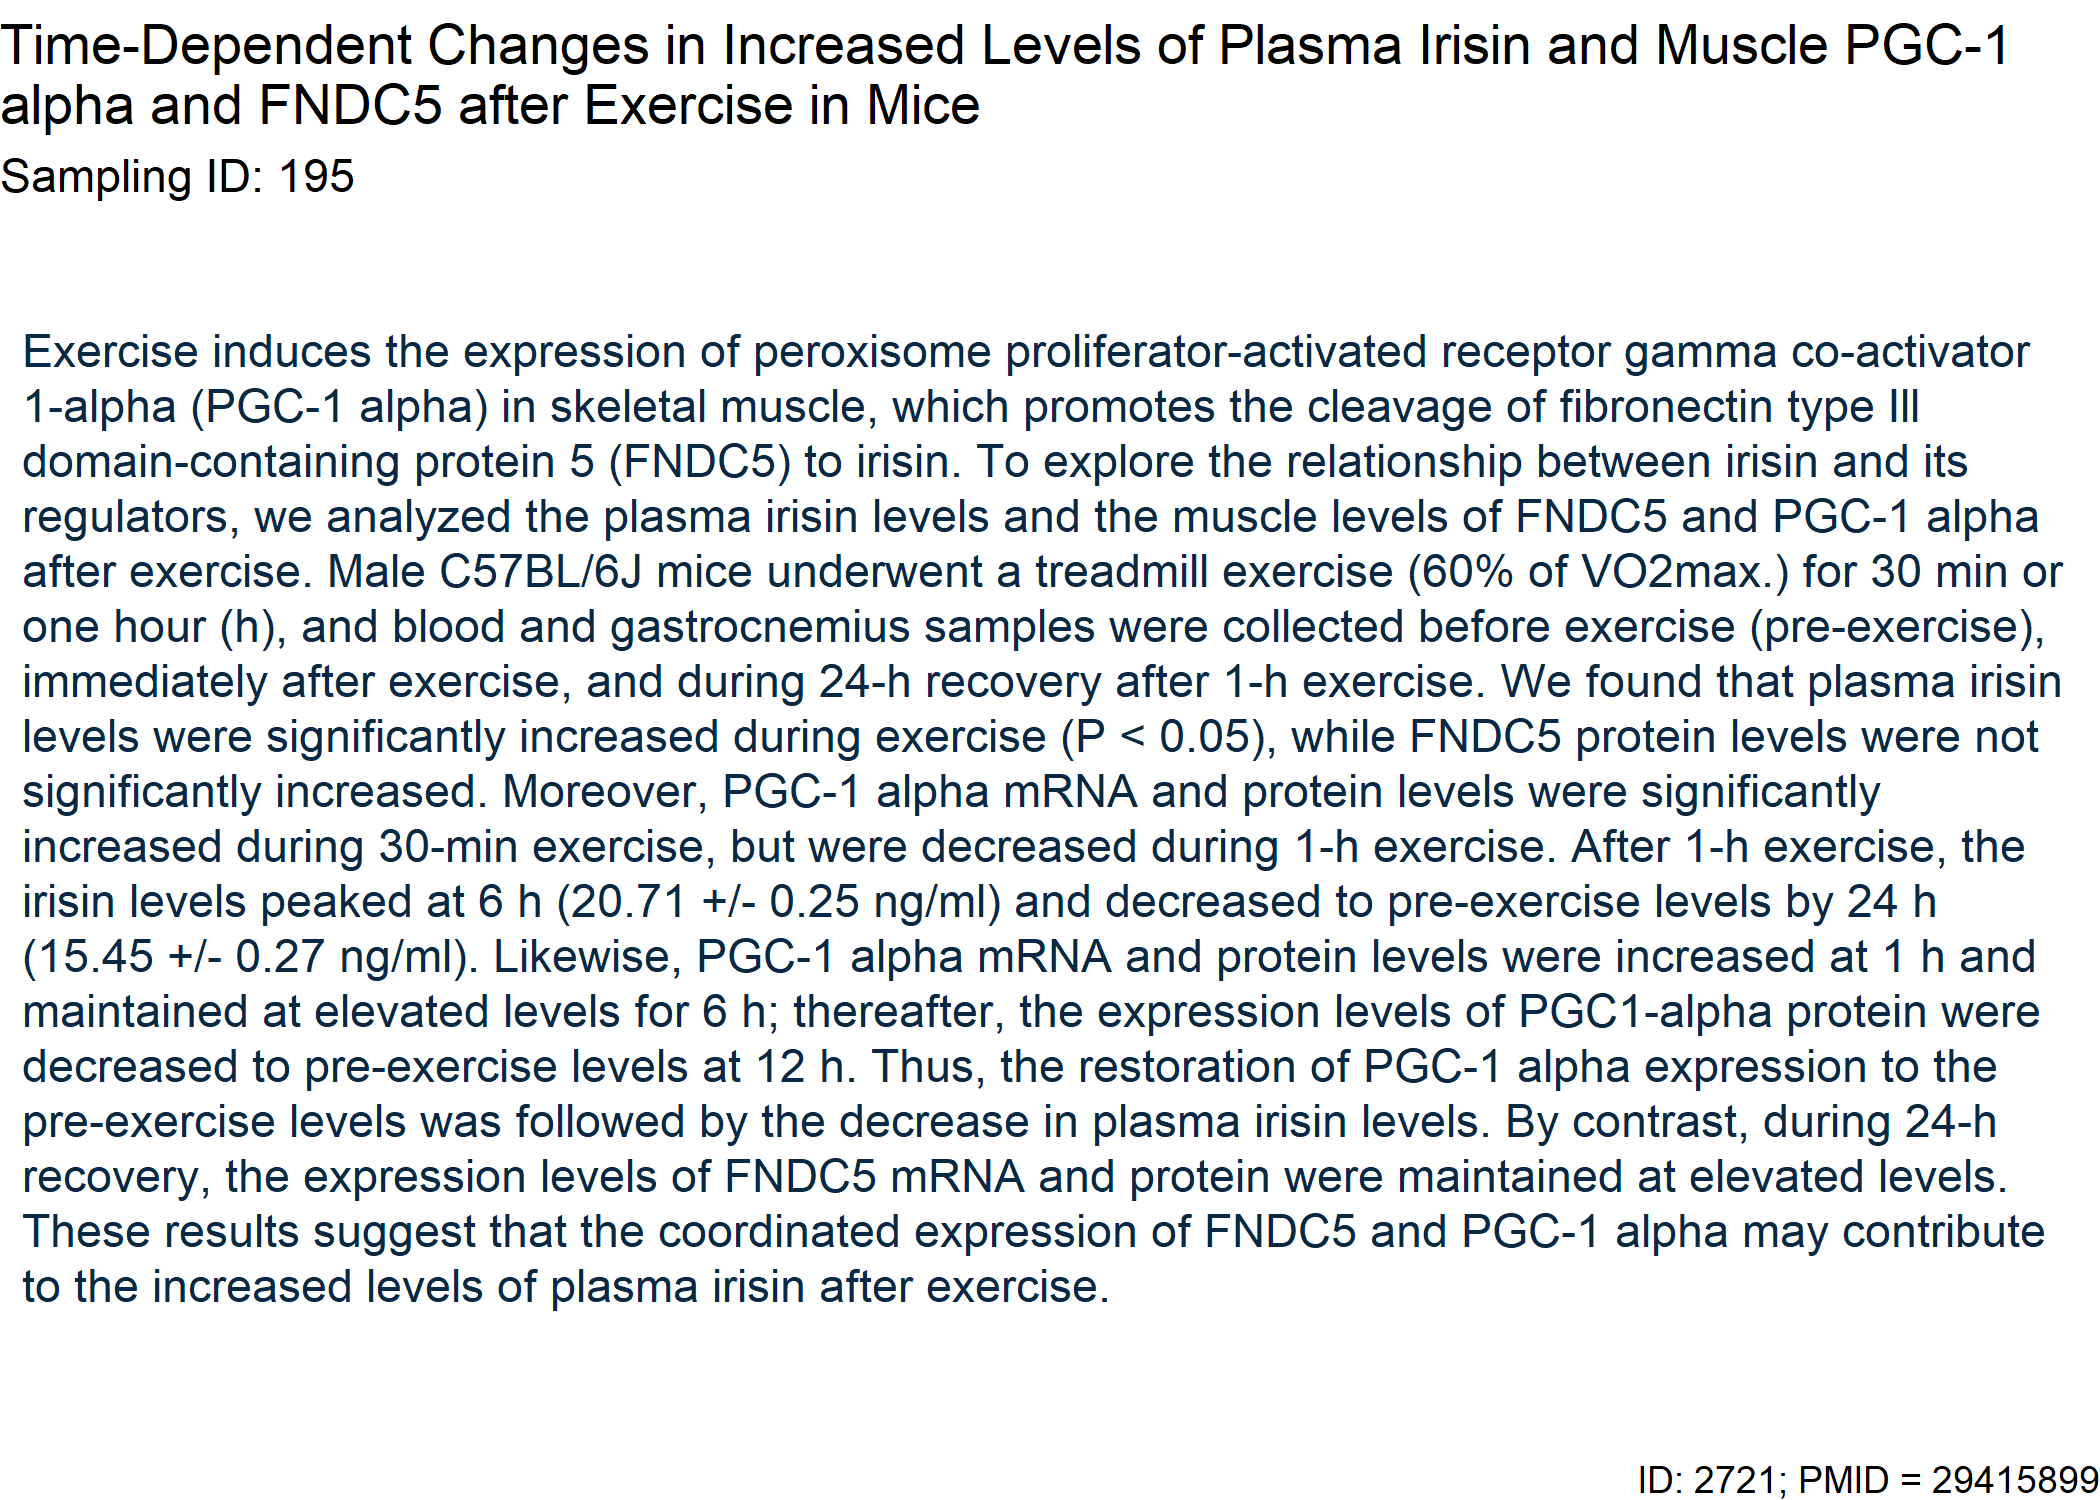 Time-Dependent Changes in Increased Levels of Plasma Irisin and Muscle PGC-1
alpha and FNDC5 after Exercise in Mice
Sampling ID: 195
Exercise induces the expression of peroxisome proliferator-activated receptor gamma co-activator
1-alpha (PGC-1 alpha) in skeletal muscle, which promotes the cleavage of fibronectin type III
domain-containing protein 5 (FNDC5) to irisin. To explore the relationship between irisin and its
regulators, we analyzed the plasma irisin levels and the muscle levels of FNDC5 and PGC-1 alpha
after exercise. Male C57BL/6J mice underwent a treadmill exercise (60% of VO2max.) for 30 min or
one hour (h), and blood and gastrocnemius samples were collected before exercise (pre-exercise),
immediately after exercise, and during 24-h recovery after 1-h exercise. We found that plasma irisin
levels were significantly increased during exercise (P < 0.05), while FNDC5 protein levels were not
significantly increased. Moreover, PGC-1 alpha mRNA and protein levels were significantly
increased during 30-min exercise, but were decreased during 1-h exercise. After 1-h exercise, the
irisin levels peaked at 6 h (20.71 +/- 0.25 ng/ml) and decreased to pre-exercise levels by 24 h
(15.45 +/- 0.27 ng/ml). Likewise, PGC-1 alpha mRNA and protein levels were increased at 1 h and
maintained at elevated levels for 6 h; thereafter, the expression levels of PGC1-alpha protein were
decreased to pre-exercise levels at 12 h. Thus, the restoration of PGC-1 alpha expression to the
pre-exercise levels was followed by the decrease in plasma irisin levels. By contrast, during 24-h
recovery, the expression levels of FNDC5 mRNA and protein were maintained at elevated levels.
These results suggest that the coordinated expression of FNDC5 and PGC-1 alpha may contribute
to the increased levels of plasma irisin after exercise.
ID: 2721; PMID = 29415899